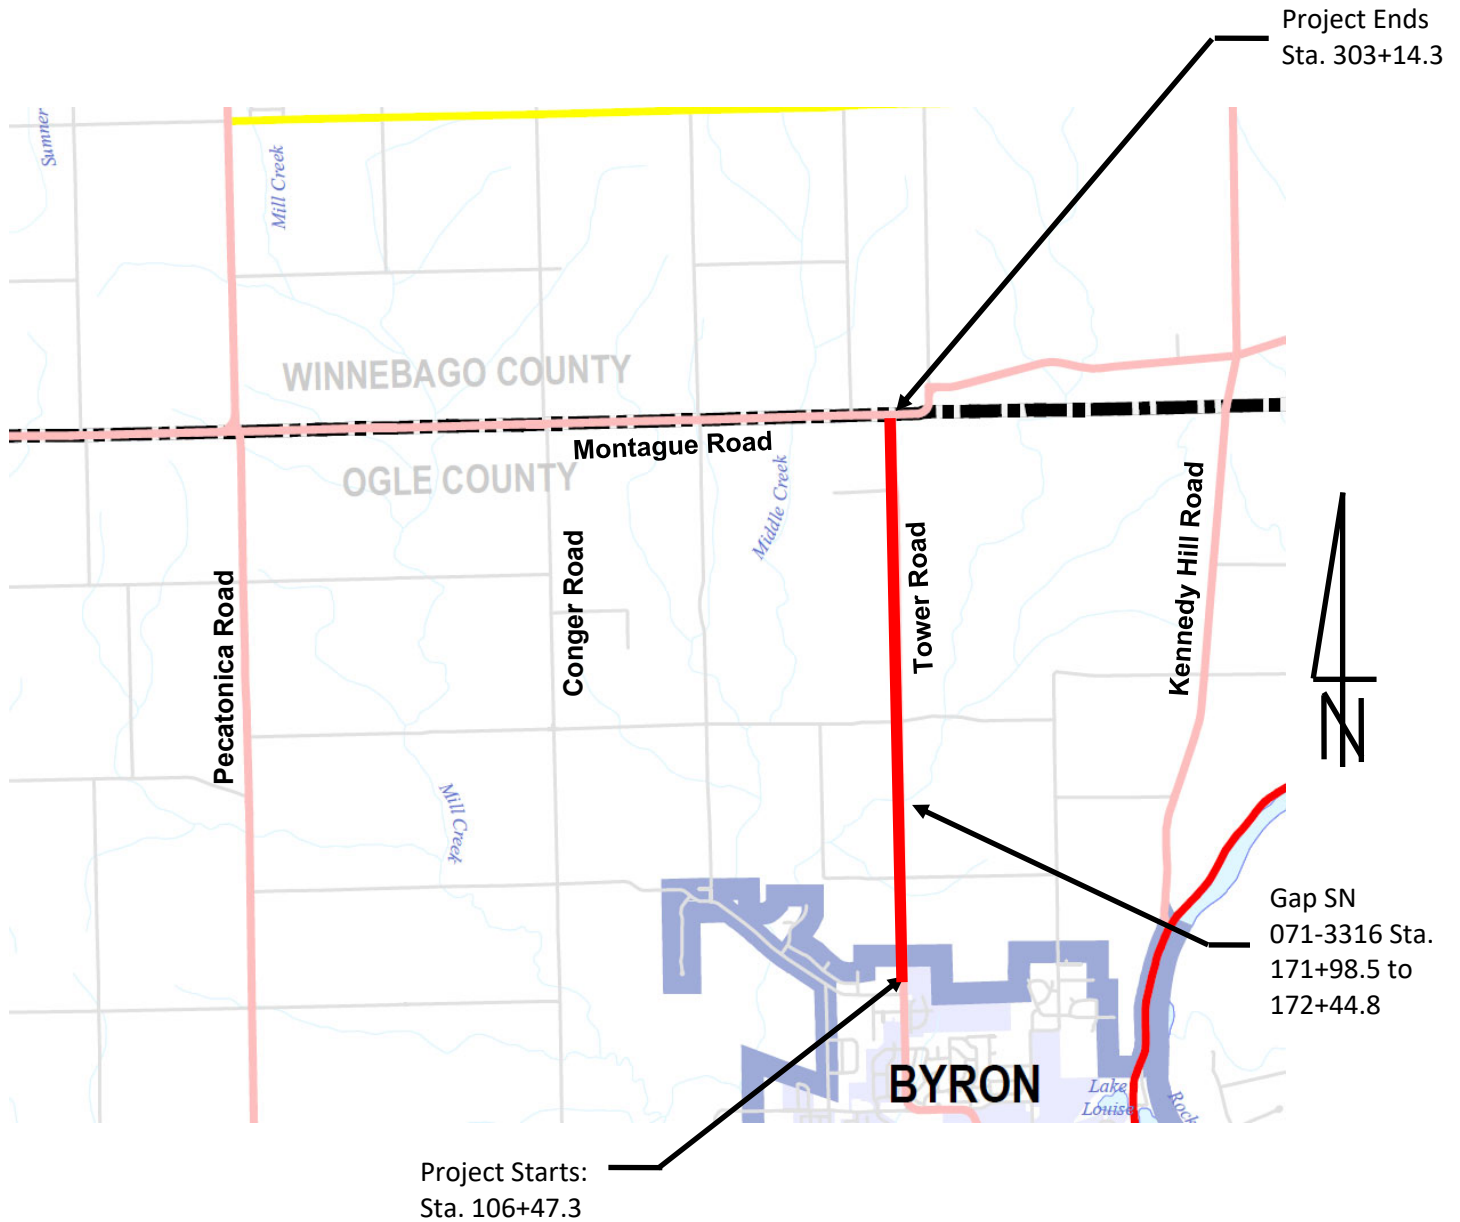 Project Ends
Sta. 303+14.3
Sumner
Mill Creek
WINNEBAGO COUNTY
Montague Road
OGLE COUNTY
Middle Creek
Pecatonica Road
Conger Road
Tower Road
Kennedy Hill Road
N
Mill Creek
Gap SN
071-3316 Sta.
171+98.5 to
172+44.8
BYRON
Lake
Louise
Rock
Project Starts:
Sta. 106+47.3